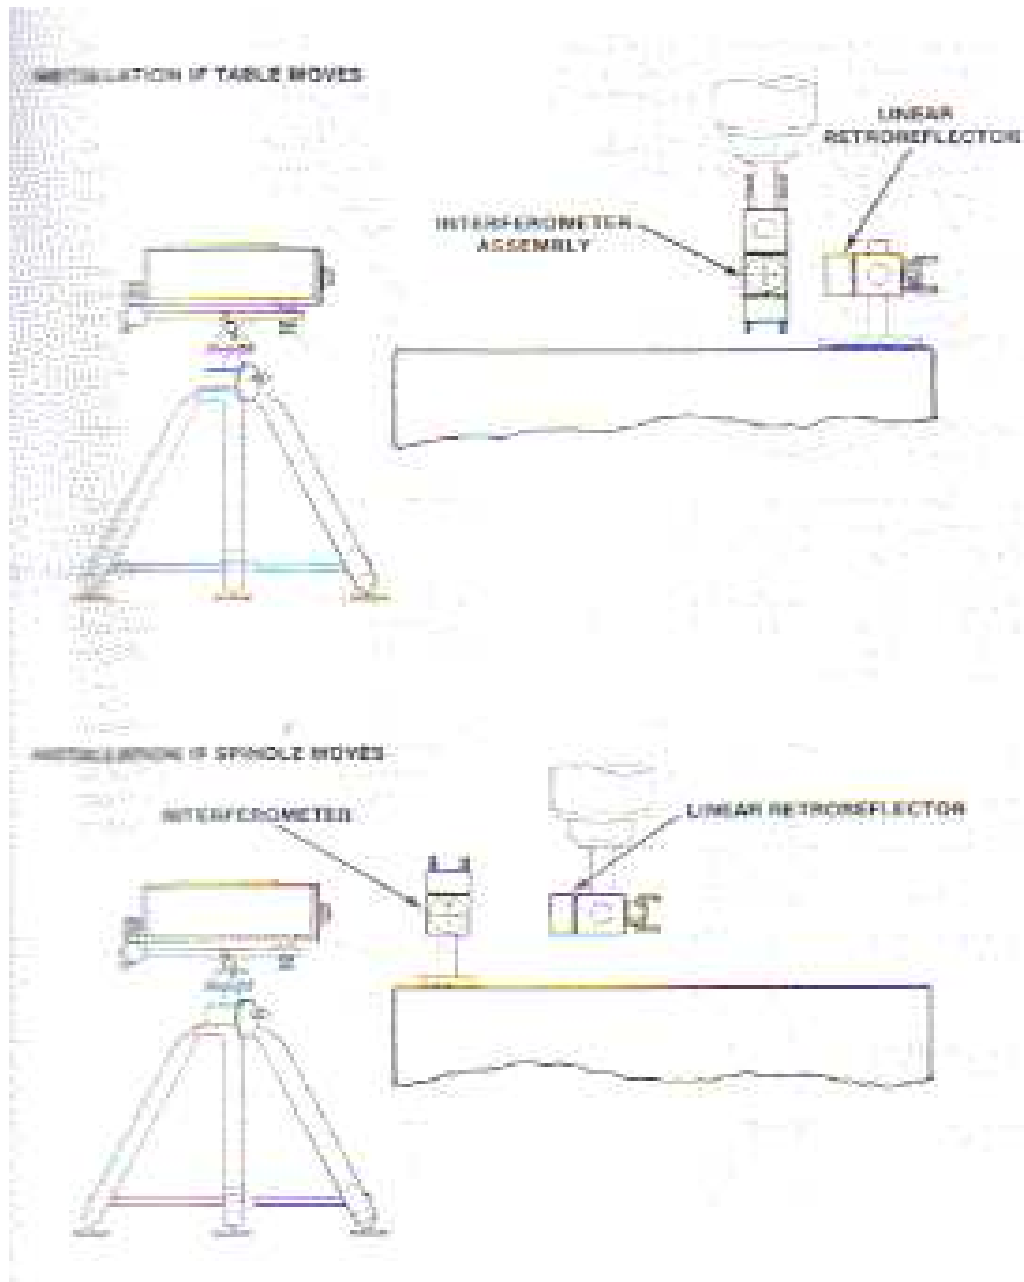 INSTALLATION IF TABLE MOVES
LINEAR
RETROREFLECTOR
INTERFEROMETER
ASSEMBLY
INSTALLATION IF SPINDLE MOVES
INTERFEROMETER
LINEAR RETROREFLECTOR